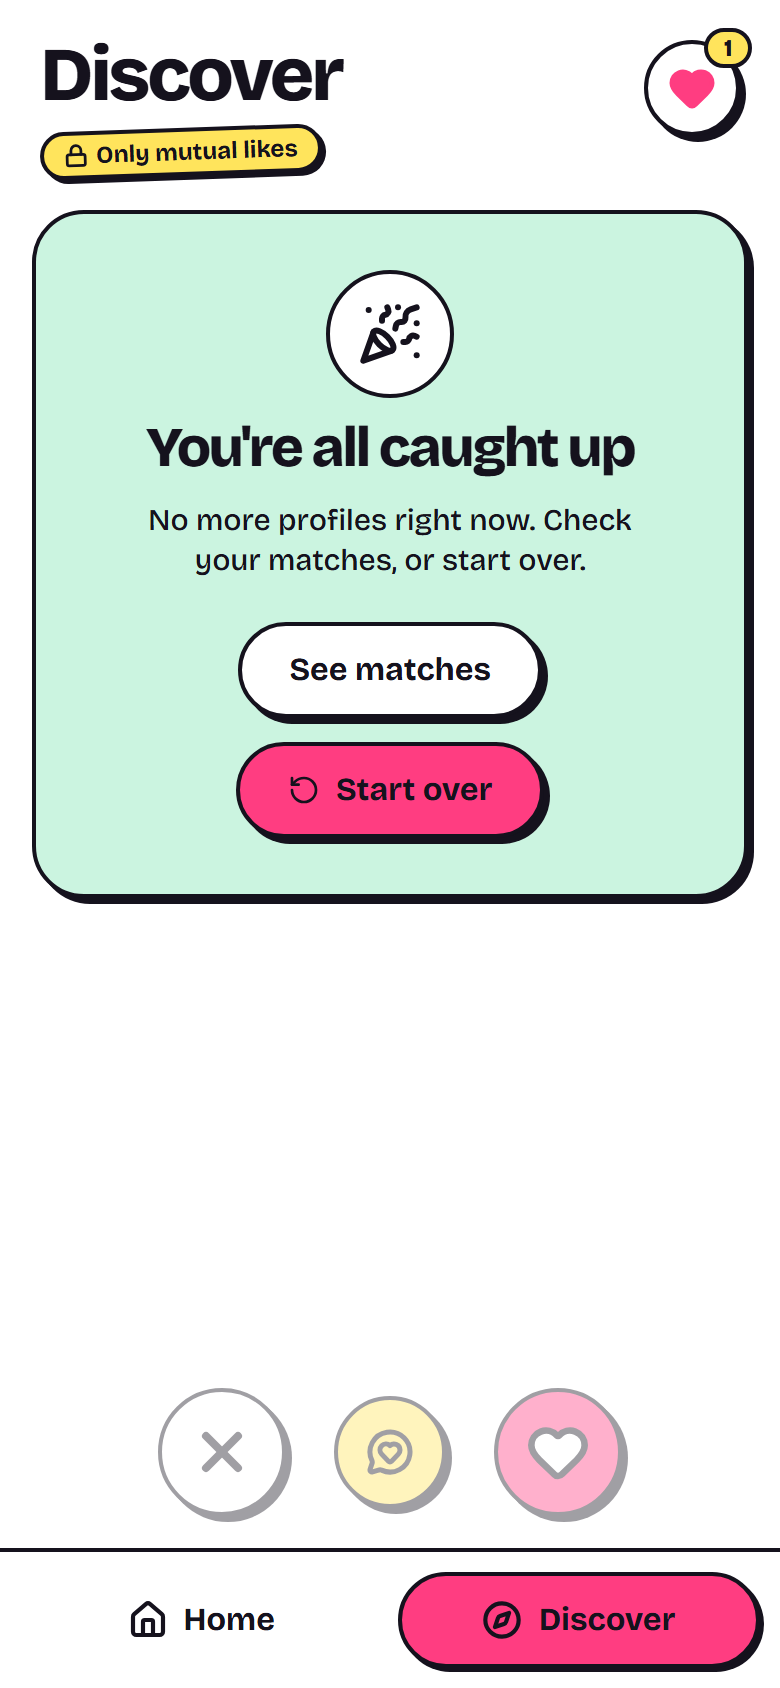 Discover
1
Only mutual likes
You're all caught up
No more profiles right now. Check
your matches, or start over.
See matches
Start over
Home
Discover